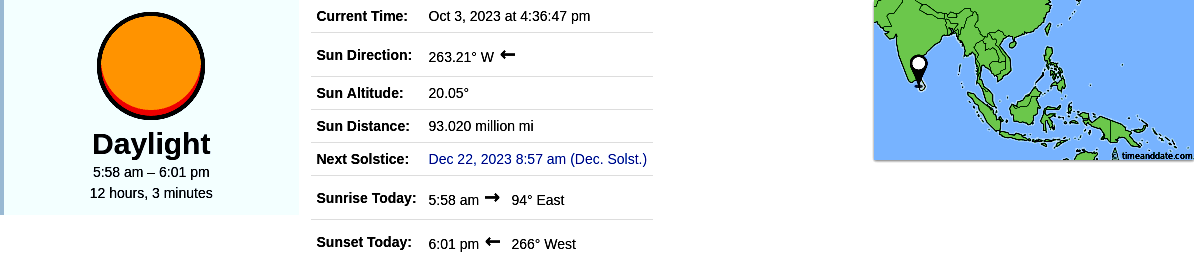 Daylight
5:58 am – 6:01 pm
12 hours, 3 minutes
Current Time: Oct 3, 2023 at 4:36:47 pm
Sun Direction: 263.21° W ←
Sun Altitude: 20.05°
Sun Distance: 93.020 million mi
Next Solstice: Dec 22, 2023 8:57 am (Dec. Solst.)
Sunrise Today: 5:58 am → 94° East
Sunset Today: 6:01 pm ← 266° West
© timeanddate.com